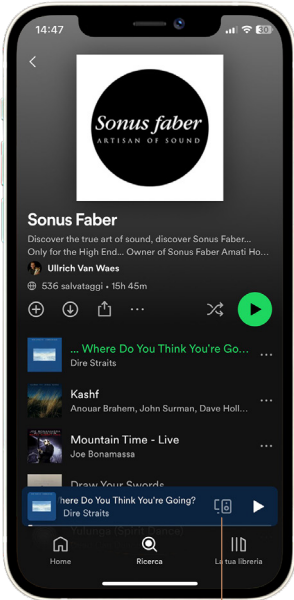 14:47
30
Sonus faber
ARTISAN OF SOUND
Sonus Faber
Discover the true art of sound, discover Sonus Faber...
Only for the High End... Owner of Sonus Faber Amati Ho...
Ullrich Van Waes
536 salvataggi • 15h 45m
... Where Do You Think You're Go...
Dire Straits
Kashf
Anouar Brahem, John Surman, Dave Holl...
Mountain Time - Live
Joe Bonamassa
Draw Your Swords
here Do You Think You're Going?
Dire Straits
Yulunga (Spirit Dance)
Home
Ricerca
La tua libreria